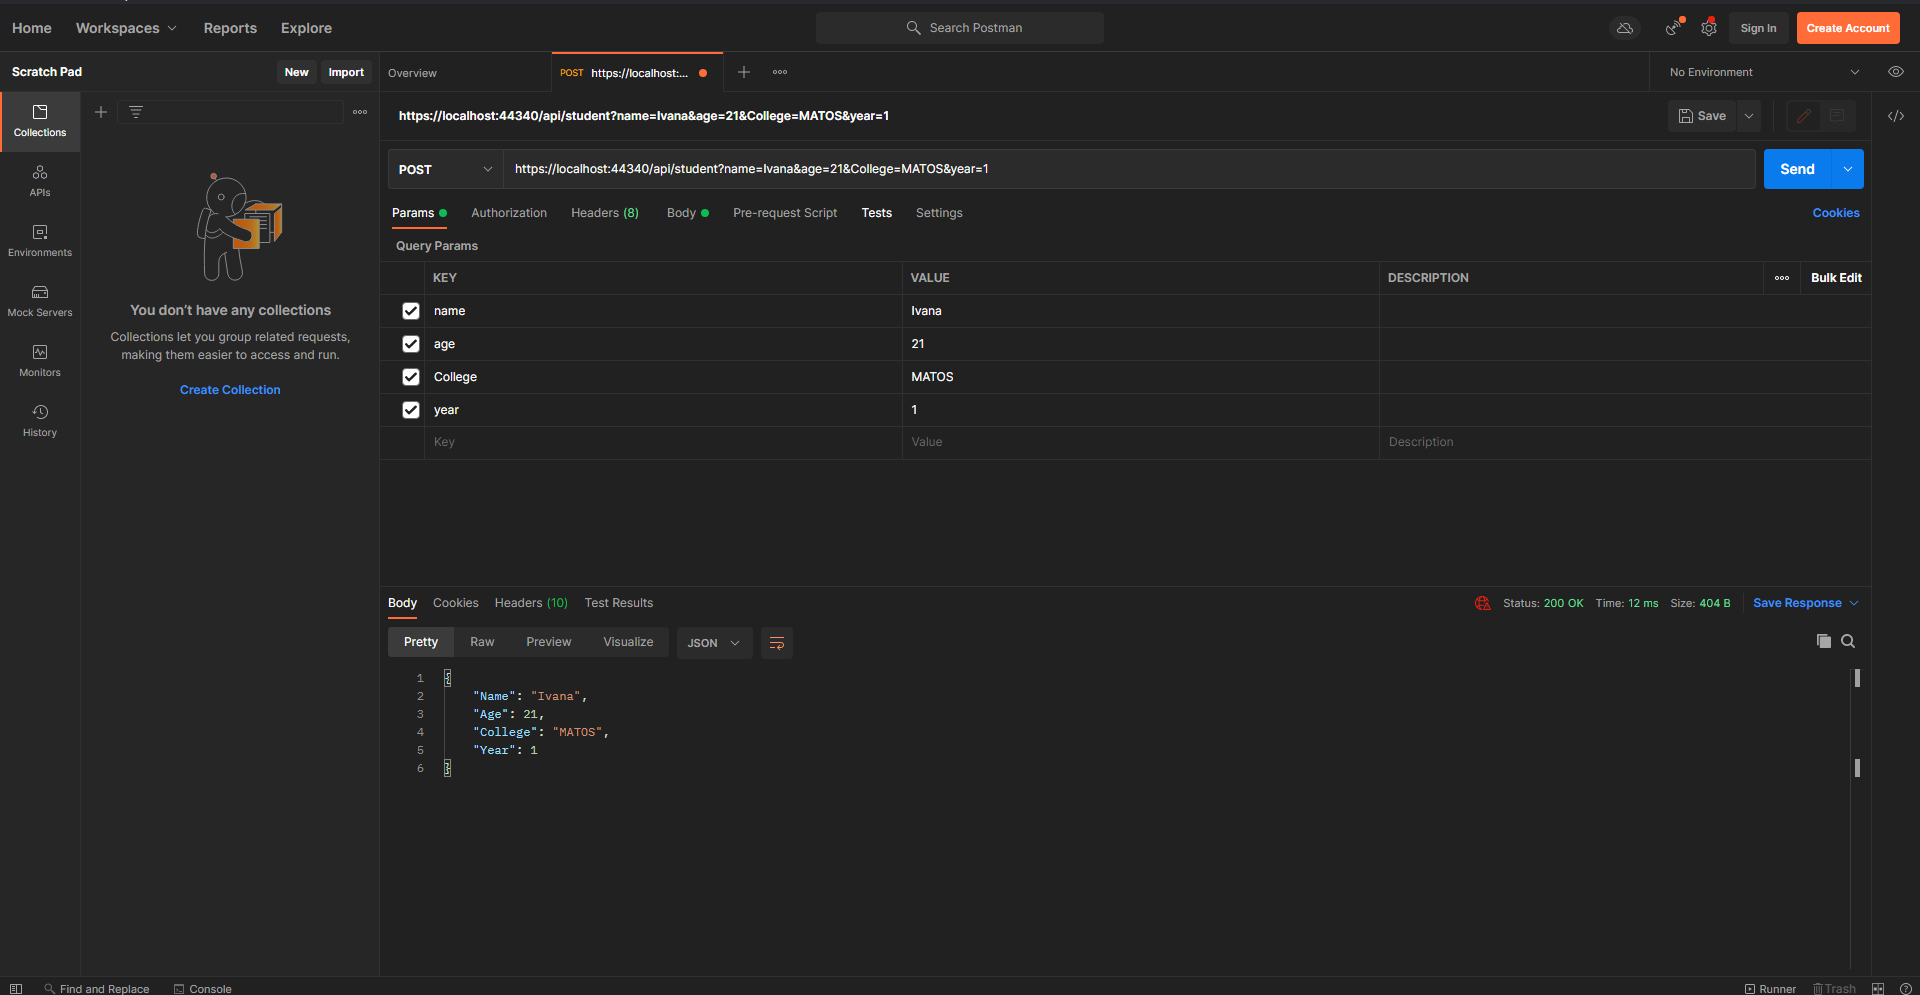 Home Workspaces Reports Explore Search Postman Sign In Create Account
Scratch Pad New Import Overview POST https://localhost:... No Environment
https://localhost:44340/api/student?name=Ivana&age=21&College=MATOS&year=1 Save
POST https://localhost:44340/api/student?name=Ivana&age=21&College=MATOS&year=1 Send
Params Authorization Headers (8) Body Pre-request Script Tests Settings Cookies
Query Params
KEY VALUE DESCRIPTION Bulk Edit
name Ivana
age 21
College MATOS
year 1
Key Value Description
Collections
APIs
Environments
Mock Servers
Monitors
History
You don't have any collections
Collections let you group related requests,
making them easier to access and run.
Create Collection
Body Cookies Headers (10) Test Results Status: 200 OK Time: 12 ms Size: 404 B Save Response
Pretty Raw Preview Visualize JSON
1 {
2 "Name": "Ivana",
3 "Age": 21,
4 "College": "MATOS",
5 "Year": 1
6 }
Find and Replace Console Runner Trash